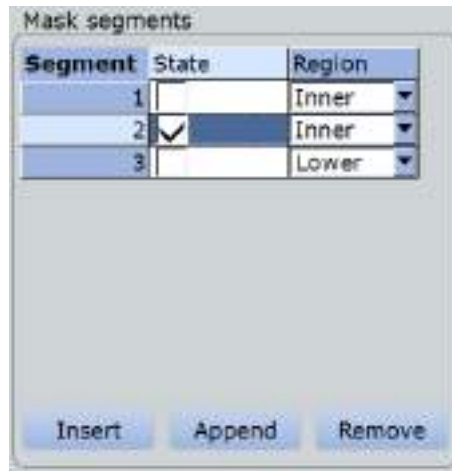 Mask segments
Segment State Region
1 Inner
2 Inner
3 Lower
Insert Append Remove